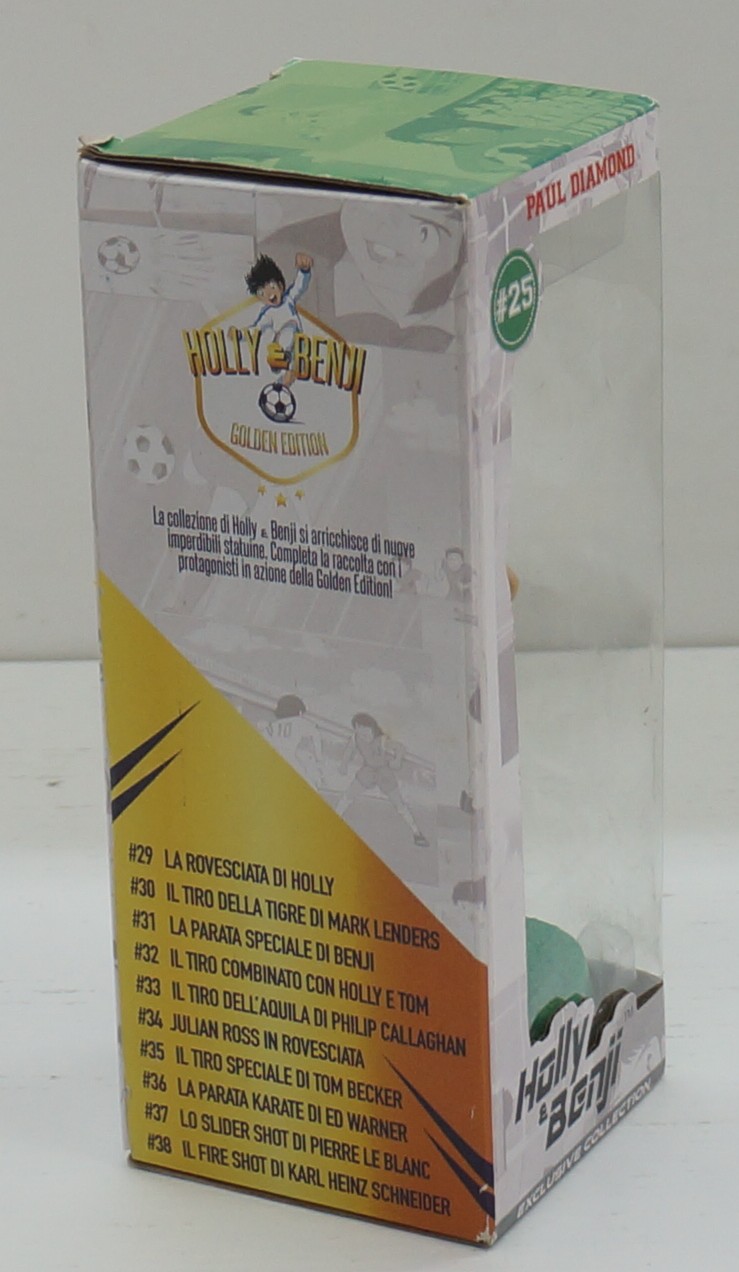 PAUL DIAMOND
#25
HOLLY E BENJI
GOLDEN EDITION
La collezione di Holly e Benji si arricchisce di nuove
imperdibili statuine. Completa la raccolta con i
protagonisti in azione della Golden Edition!
$10
#29 LA ROVESCIATA DI HOLLY
#30 IL TIRO DELLA TIGRE DI MARK LENDERS
#31 LA PARATA SPECIALE DI BENJI
#32 IL TIRO COMBINATO CON HOLLY E TOM
#33 IL TIRO DELL'AQUILA DI PHILIP CALLAGHAN
#34 JULIAN ROSS IN ROVESCIATA
#35 IL TIRO SPECIALE DI TOM BECKER
#36 LA PARATA KARATE DI ED WARNER
#37 LO SLIDER SHOT DI PIERRE LE BLANC
#38 IL FIRE SHOT DI KARL HEINZ SCHNEIDER
Holly
& Benji
TM
EXCLUSIVE COLLECTION